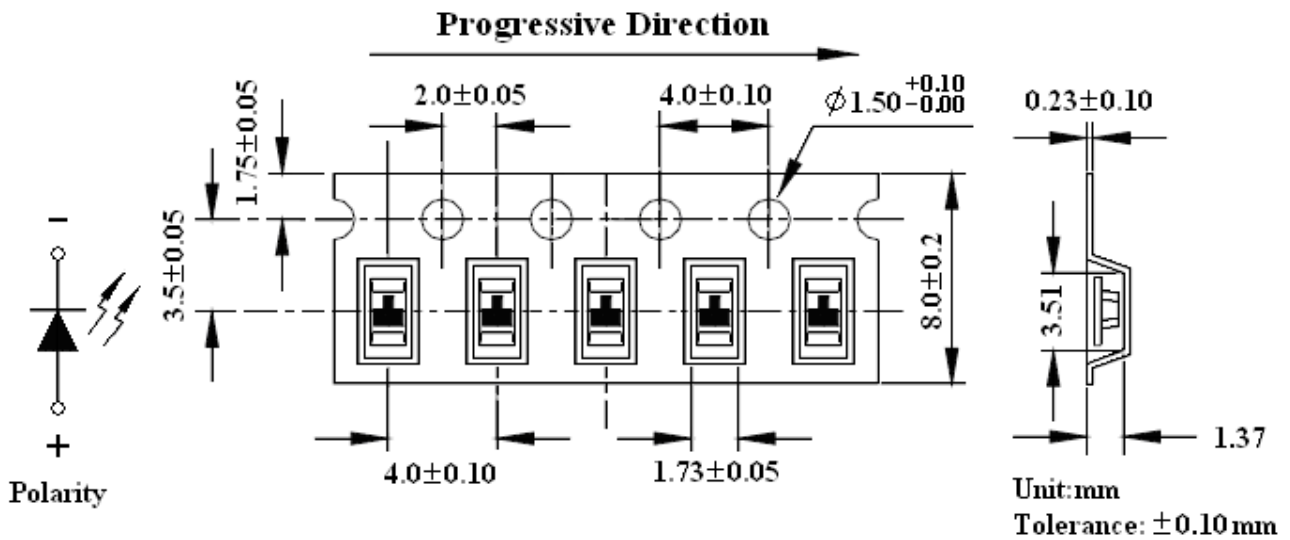 Progressive Direction
2.0±0.05
4.0±0.10
ϕ1.50 +0.10 -0.00
0.23±0.10
1.75±0.05
3.5±0.05
8.0±0.2
3.51
-
+
Polarity
4.0±0.10
1.73±0.05
1.37
Unit:mm
Tolerance: ±0.10mm